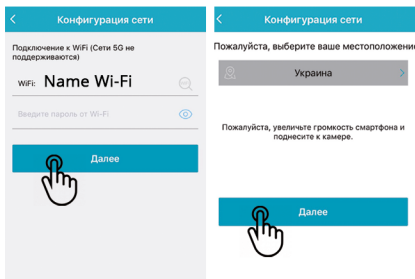 Конфигурация сети
Подключение к WiFi (Сети 5G не
поддерживаются)
WiFi: Name Wi-Fi
Введите пароль от Wi-Fi
Далее
Конфигурация сети
Пожалуйста, выберите ваше местоположени
Украина
Пожалуйста, увеличьте громкость смартфона и
поднесите к камере.
Далее